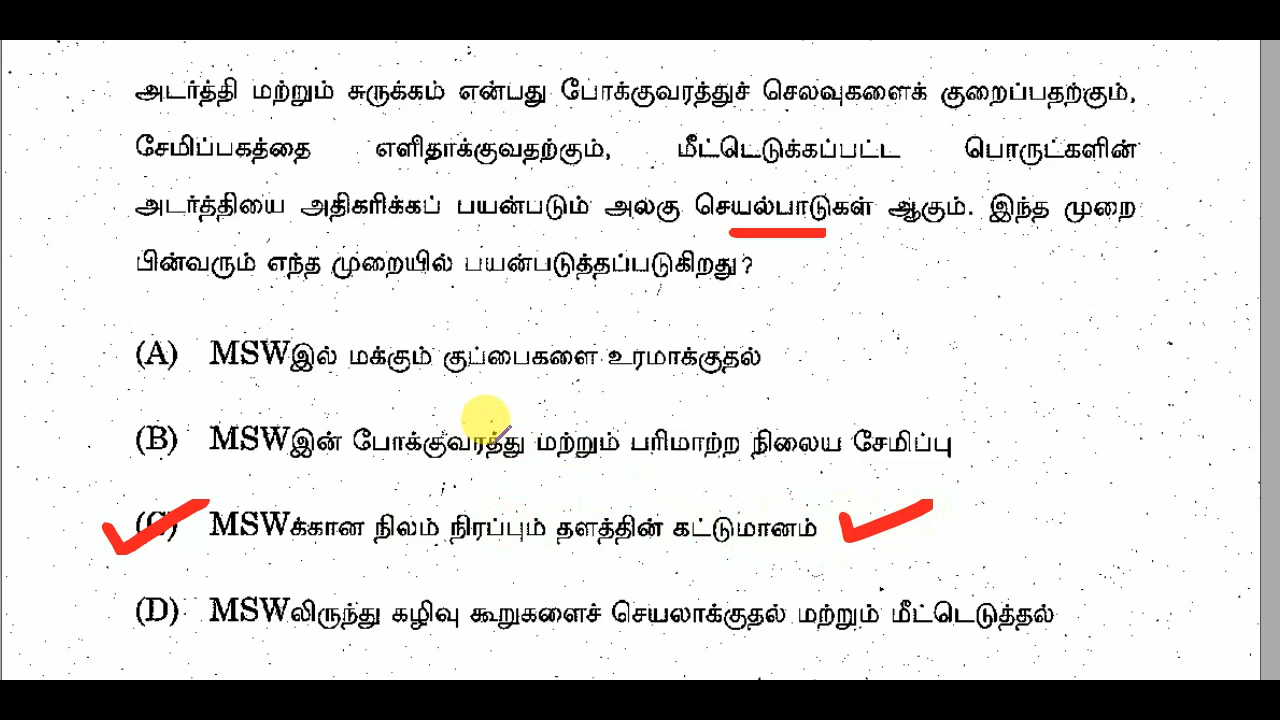 அடர்த்தி மற்றும் சுருக்கம் என்பது போக்குவரத்துச் செலவுகளைக் குறைப்பதற்கும்,
சேமிப்பகத்தை எளிதாக்குவதற்கும், மீட்டெடுக்கப்பட்ட பொருட்களின்
அடர்த்தியை அதிகரிக்கப் பயன்படும் அலகு செயல்பாடுகள் ஆகும். இந்த முறை
பின்வரும் எந்த முறையில் பயன்படுத்தப்படுகிறது?
(A) MSWஇல் மக்கும் குப்பைகளை உரமாக்குதல்
(B) MSWஇன் போக்குவரத்து மற்றும் பரிமாற்ற நிலைய சேமிப்பு
(C) MSWக்கான நிலம் நிரப்பும் தளத்தின் கட்டுமானம்
(D) MSWலிருந்து கழிவு கூறுகளைச் செயலாக்குதல் மற்றும் மீட்டெடுத்தல்